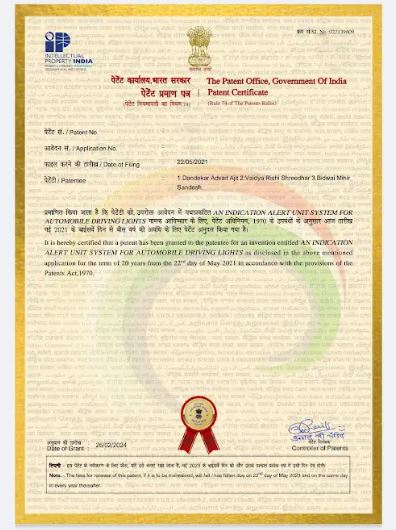 क्रम सं/SL No: 022139609
INTELLECTUAL
PROPERTY INDIA
पेटेंट कार्यालय,भारत सरकार
The Patent Office, Government Of India
पेटेंट प्रमाण पत्र
Patent Certificate
(पेटेंट नियमावली का नियम 74)
(Rule 74 of The Patents Rules)
पेटेंट सं. / Patent No.
आवेदन सं. / Application No.
फाइल करने की तारीख / Date of Filing 22/05/2021
पेटेंटी / Patentee 1.Dandekar Advait Ajit 2.Vaidya Rishi Shreedhar 3.Bidwai Mihir
Sandesh
प्रमाणित किया जाता है कि पेटेंटी को, उपरोक्त आवेदन में यथाप्रकटित AN INDICATION ALERT UNIT SYSTEM FOR
AUTOMOBILE DRIVING LIGHTS नामक आविष्कार के लिए, पेटेंट अधिनियम, 1970 के उपबंधों के अनुसार आज तारीख
मई 2021 के बाईसवें दिन से बीस वर्ष की अवधि के लिए पेटेंट अनुदत्त किया गया है।
It is hereby certified that a patent has been granted to the patentee for an invention entitled AN INDICATION
ALERT UNIT SYSTEM FOR AUTOMOBILE DRIVING LIGHTS as disclosed in the above mentioned
application for the term of 20 years from the 22nd day of May 2021 in accordance with the provisions of the
Patents Act,1970.
अनुदान की तारीख
Date of Grant : 26/02/2024
पेटेंट नियंत्रक
Controller of Patents
टिप्पणी - इस पेटेंट के नवीकरण के लिए फीस, यदि इसे बनाए रखा जाना है, मई 2023 के बाईसवें दिन को और उसके पश्चात प्रत्येक वर्ष में उसी दिन देय होगी।
Note. - The fees for renewal of this patent, if it is to be maintained, will fall / has fallen due on 22nd day of May 2023 and on the same day
in every year thereafter.